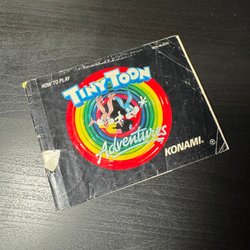 HOW TO PLAY
TINY TOON
Adventures
KONAMI®